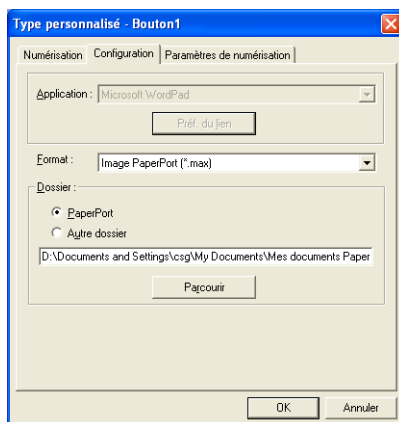 Type personnalisé - Bouton1
Numérisation Configuration Paramètres de numérisation
Application : Microsoft WordPad
Préf. du lien
Format : Image PaperPort (*.max)
Dossier :
PaperPort
Autre dossier
D:\Documents and Settings\csg\My Documents\Mes documents Paper
Parcourir
OK Annuler